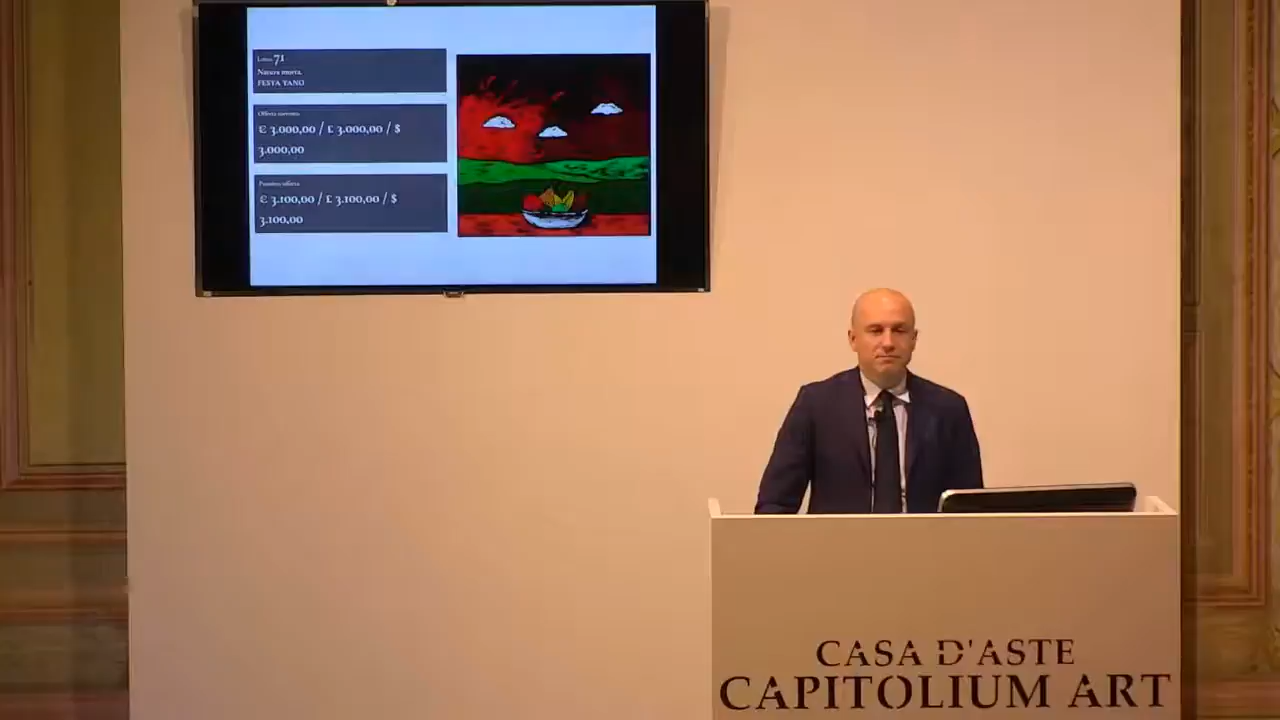 Lotto 71
Natura morta.
FESTA TANO
Offerta corrente
€ 3.000,00 / £ 3.000,00 / $
3.000,00
Prossima offerta
€ 3.100,00 / £ 3.100,00 / $
3.100,00
CASA D'ASTE
CAPITOLIUM ART